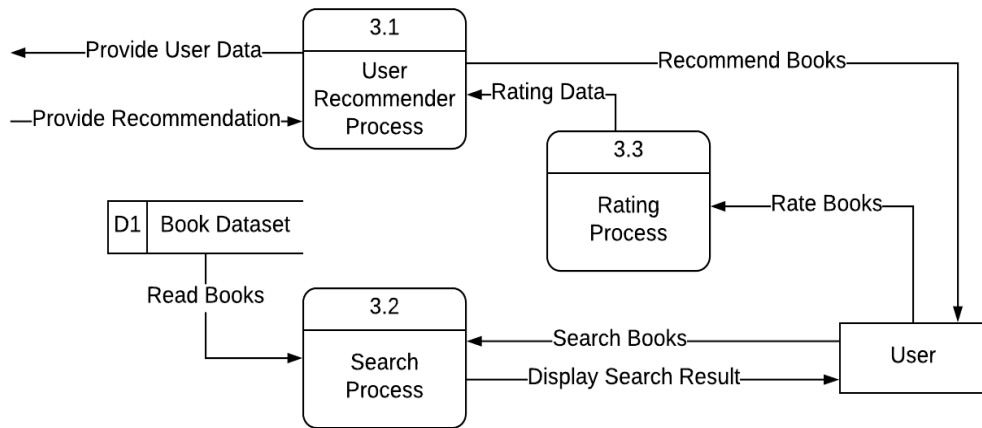 3.1
Provide User Data
User
Recommender
Process
Recommend Books
Rating Data
Provide Recommendation
3.3
Rating
Process
Rate Books
D1 Book Dataset
Read Books
3.2
Search
Process
Search Books
Display Search Result
User